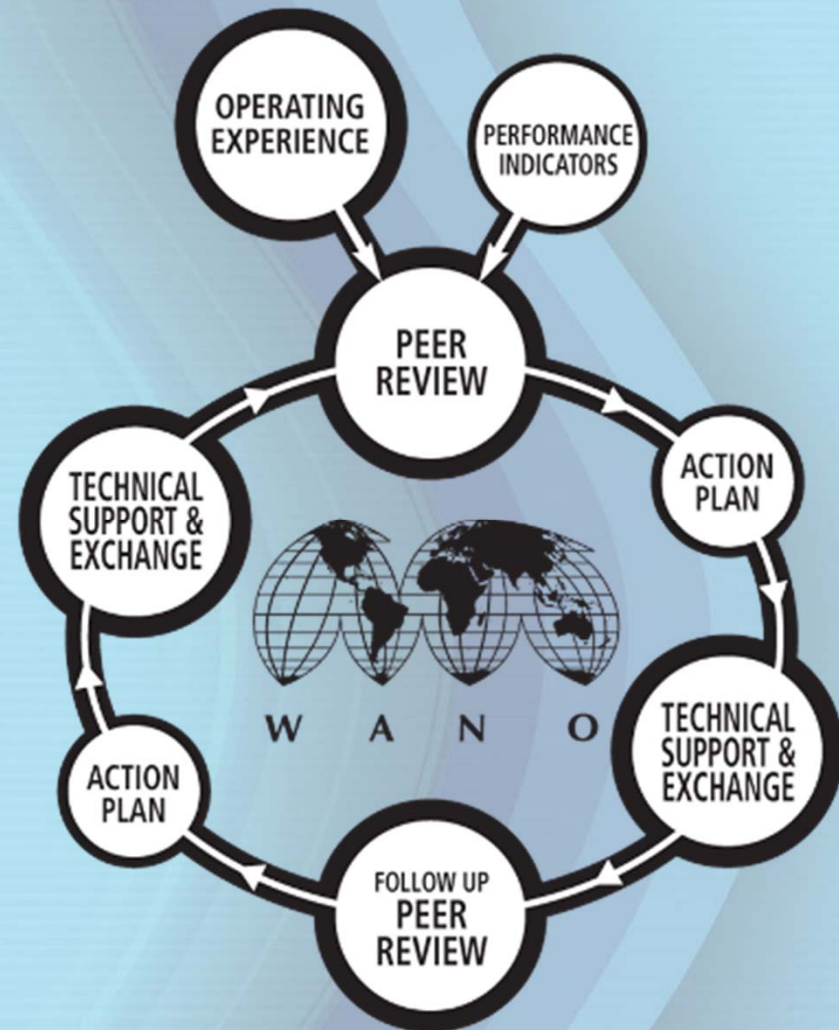 OPERATING
EXPERIENCE
PERFORMANCE
INDICATORS
PEER
REVIEW
ACTION
PLAN
TECHNICAL
SUPPORT &
EXCHANGE
FOLLOW UP
PEER
REVIEW
ACTION
PLAN
TECHNICAL
SUPPORT &
EXCHANGE
W A N O